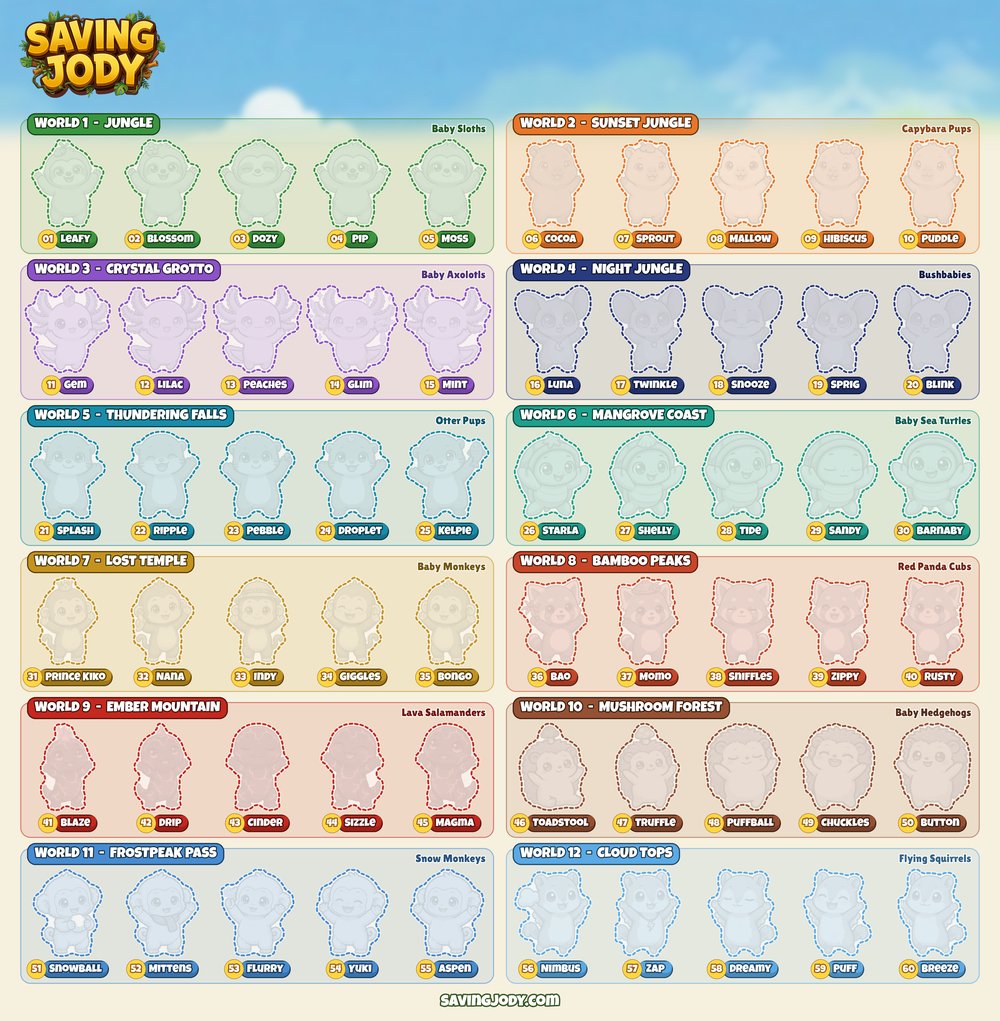 SAVING
JODY
WORLD 1 - JUNGLE
Baby Sloths
01 LEAFY
02 BLOSSOM
03 DOZY
04 PIP
05 MOSS
WORLD 2 - SUNSET JUNGLE
Capybara Pups
06 COCOA
07 SPROUT
08 MALLOW
09 HIBISCUS
10 PUDDLE
WORLD 3 - CRYSTAL GROTTO
Baby Axolotls
11 GEM
12 LILAC
13 PEACHES
14 GLIM
15 MINT
WORLD 4 - NIGHT JUNGLE
Bushbabies
16 LUNA
17 TWINKLE
18 SNOOZE
19 SPRIG
20 BLINK
WORLD 5 - THUNDERING FALLS
Otter Pups
21 SPLASH
22 RIPPLE
23 PEBBLE
24 DROPLET
25 KELPIE
WORLD 6 - MANGROVE COAST
Baby Sea Turtles
26 STARLA
27 SHELLY
28 TIDE
29 SANDY
30 BARNABY
WORLD 7 - LOST TEMPLE
Baby Monkeys
31 PRINCE KIKO
32 NANA
33 INDY
34 GIGGLES
35 BONGO
WORLD 8 - BAMBOO PEAKS
Red Panda Cubs
36 BAO
37 MOMO
38 SNIFFLES
39 ZIPPY
40 RUSTY
WORLD 9 - EMBER MOUNTAIN
Lava Salamanders
41 BLAZE
42 DRIP
43 CINDER
44 SIZZLE
45 MAGMA
WORLD 10 - MUSHROOM FOREST
Baby Hedgehogs
46 TOADSTOOL
47 TRUFFLE
48 PUFFBALL
49 CHUCKLES
50 BUTTON
WORLD 11 - FROSTPEAK PASS
Snow Monkeys
51 SNOWBALL
52 MITTENS
53 FLURRY
54 YUKI
55 ASPEN
WORLD 12 - CLOUD TOPS
Flying Squirrels
56 NIMBUS
57 ZAP
58 DREAMY
59 PUFF
60 BREEZE
SAVINGJODY.COM